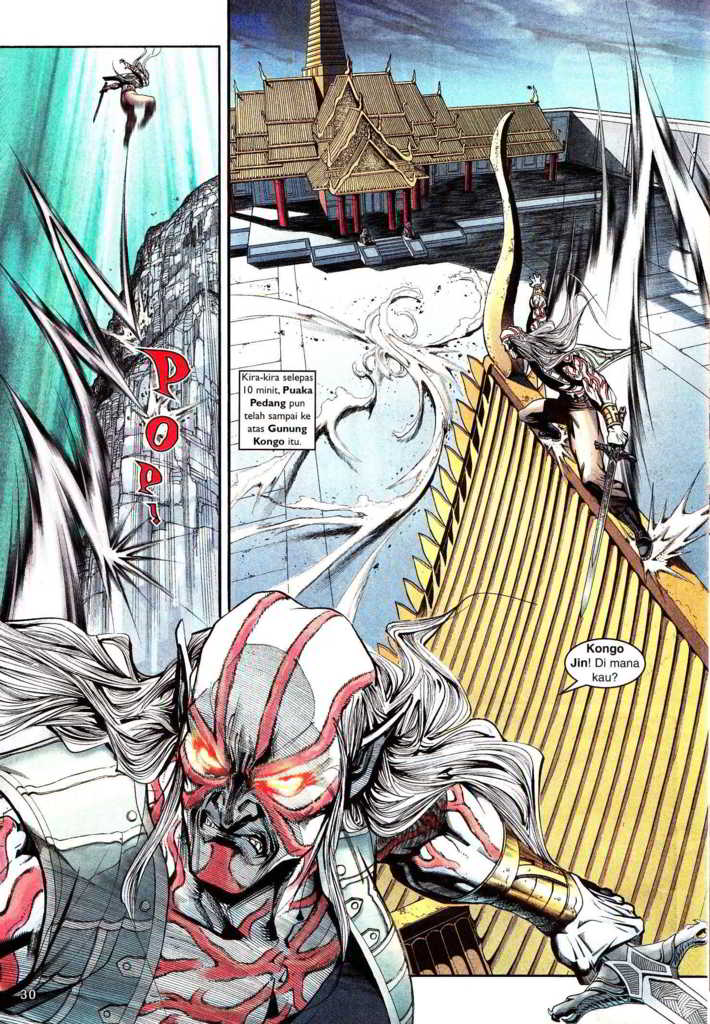 POP!
Kira-kira selepas
10 minit, Puaka
Pedang pun
telah sampai ke
atas Gunung
Kongo itu.
Kongo
Jin! Di mana
kau?
30